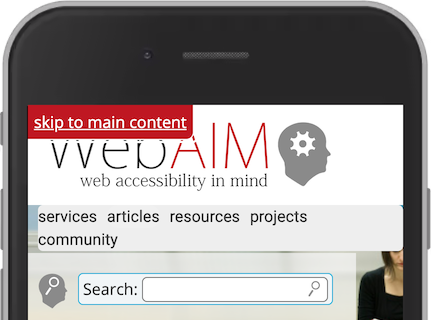 skip to main content
WebAIM
web accessibility in mind
services articles resources projects
community
Search: